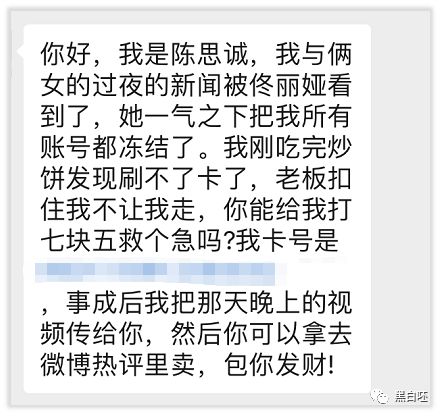 你好，我是陈思诚，我与俩
女的过夜的新闻被佟丽娅看
到了，她一气之下把我所有
账号都冻结了。我刚吃完炒
饼发现刷不了卡了，老板扣
住我不让我走，你能给我打
七块五救个急吗?我卡号是
，事成后我把那天晚上的视
频传给你，然后你可以拿去
微博热评里卖，包你发财!
黑白呸